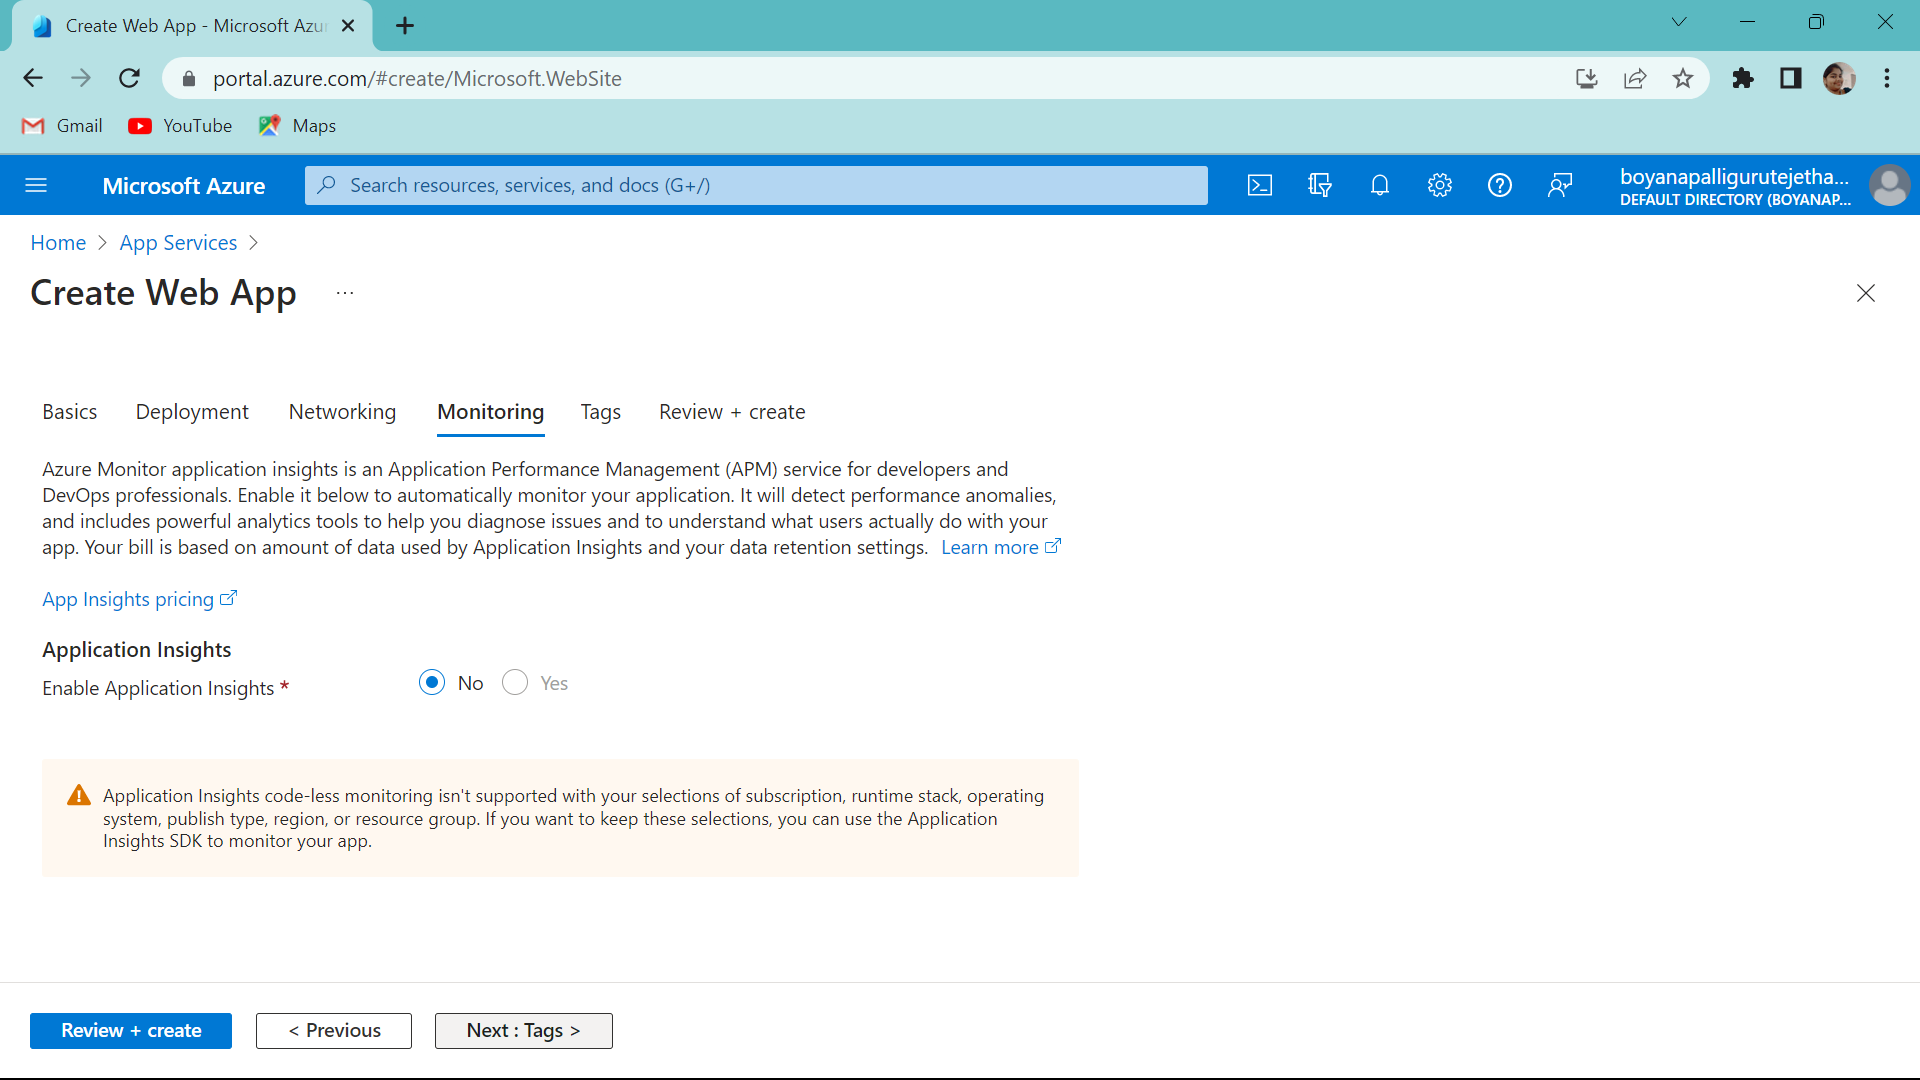 Create Web App - Microsoft Azu
portal.azure.com/#create/Microsoft.WebSite
Gmail YouTube Maps
Microsoft Azure
Search resources, services, and docs (G+/)
boyanapalligurutejetha...
DEFAULT DIRECTORY (BOYANAP...
Home > App Services >
Create Web App ...
Basics Deployment Networking Monitoring Tags Review + create
Azure Monitor application insights is an Application Performance Management (APM) service for developers and
DevOps professionals. Enable it below to automatically monitor your application. It will detect performance anomalies,
and includes powerful analytics tools to help you diagnose issues and to understand what users actually do with your
app. Your bill is based on amount of data used by Application Insights and your data retention settings. Learn more
App Insights pricing
Application Insights
Enable Application Insights * No Yes
Application Insights code-less monitoring isn't supported with your selections of subscription, runtime stack, operating
system, publish type, region, or resource group. If you want to keep these selections, you can use the Application
Insights SDK to monitor your app.
Review + create < Previous Next : Tags >